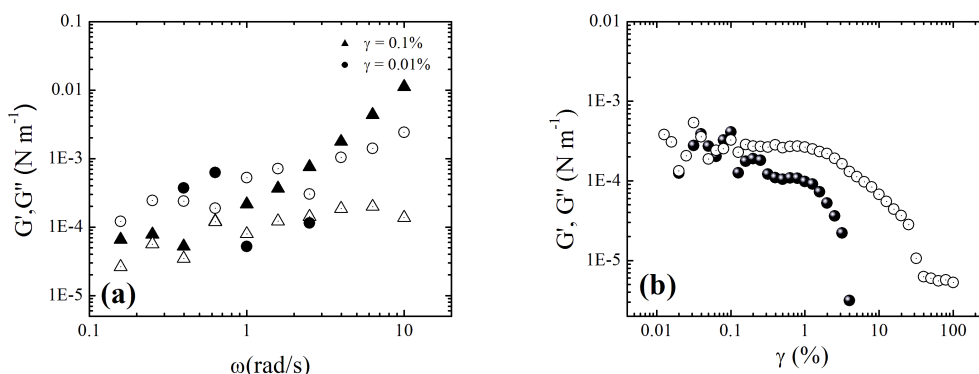 0.1
0.01
1E-3
1E-4
1E-5
G',G" (N m⁻¹)
▲ γ = 0.1%
● γ = 0.01%
(a)
0.1 1 10
ω(rad/s)
0.01
1E-3
1E-4
1E-5
G', G" (N m⁻¹)
(b)
0.01 0.1 1 10 100
γ (%)